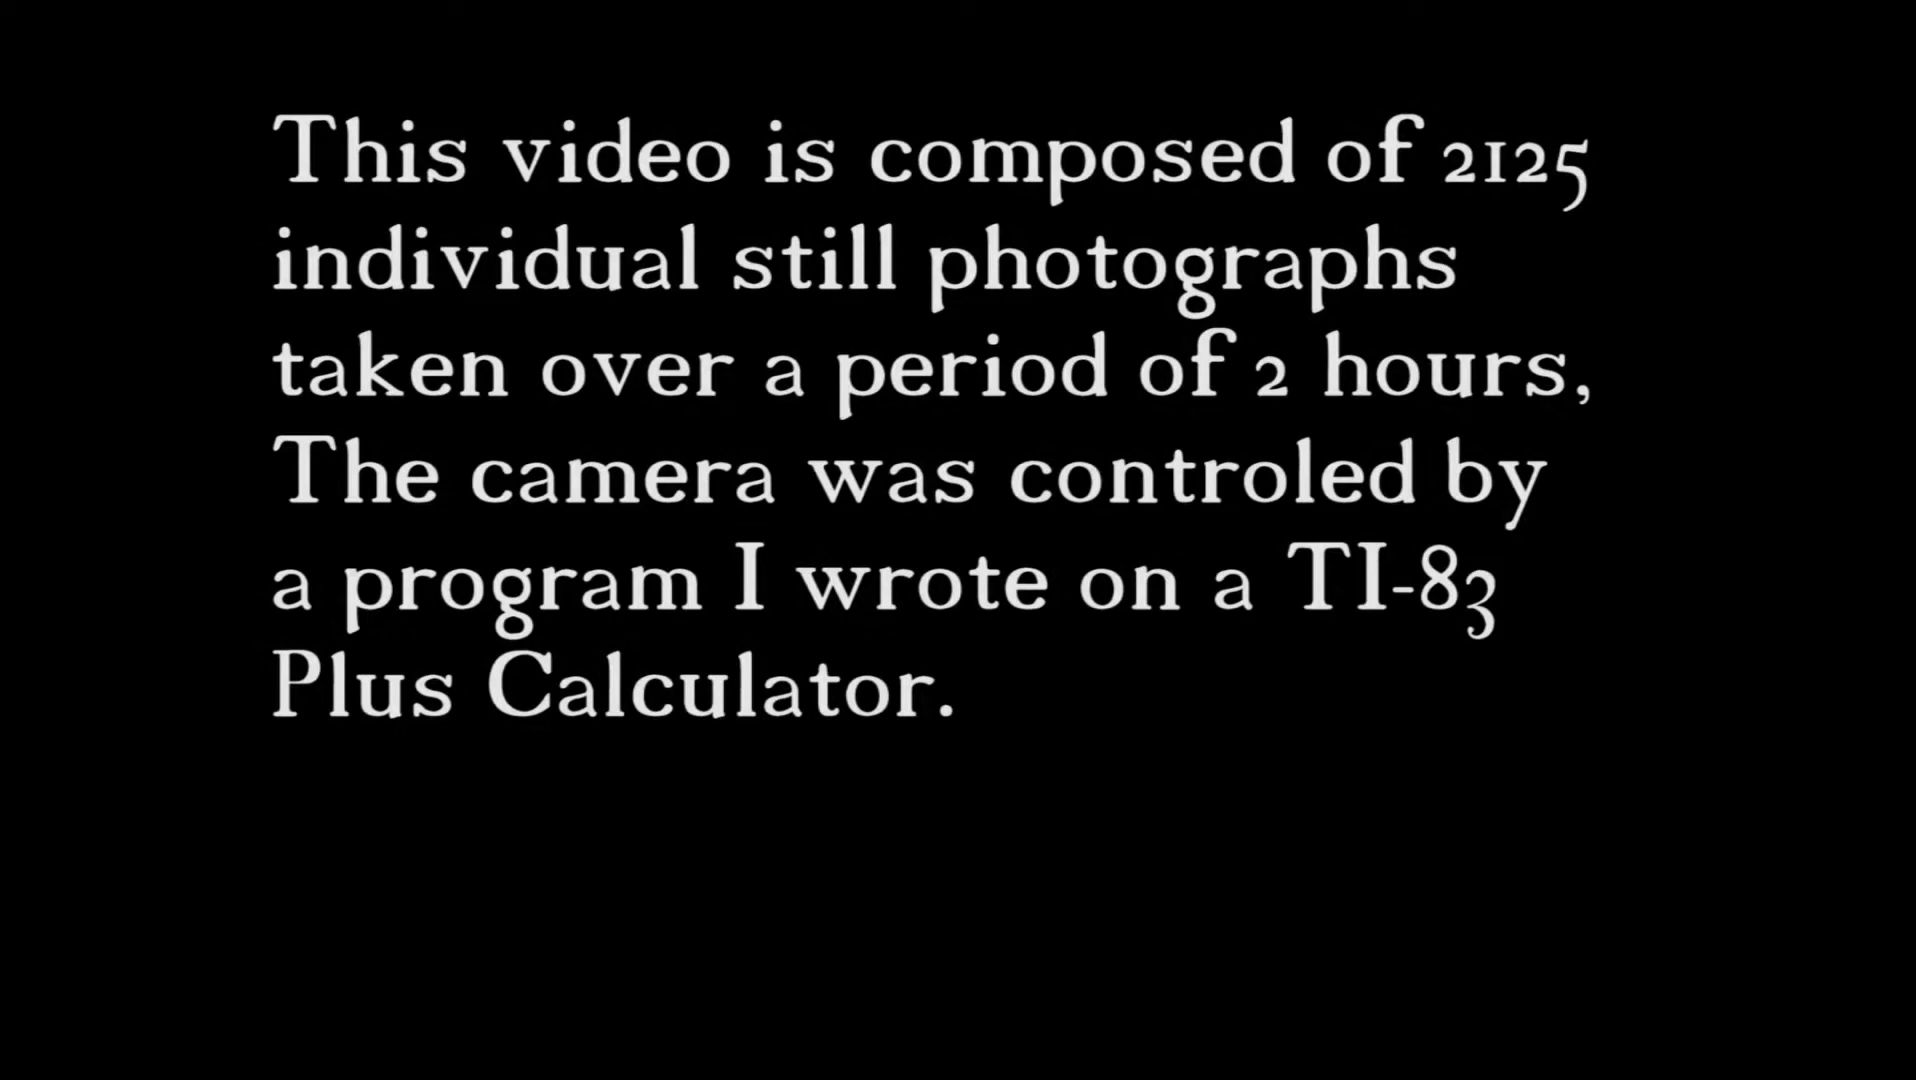 This video is composed of 2125
individual still photographs
taken over a period of 2 hours,
The camera was controled by
a program I wrote on a TI-83
Plus Calculator.